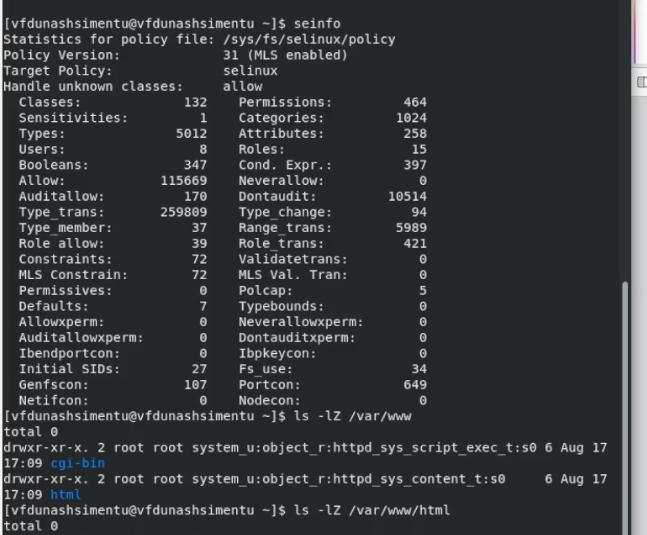 [vfdunashsimentu@vfdunashsimentu ~]$ seinfo
Statistics for policy file: /sys/fs/selinux/policy
Policy Version:             31 (MLS enabled)
Target Policy:              selinux
Handle unknown classes:     allow
  Classes:             132    Permissions:         464
  Sensitivities:         1    Categories:         1024
  Types:              5012    Attributes:          258
  Users:                 8    Roles:                15
  Booleans:            347    Cond. Expr.:         397
  Allow:            115669    Neverallow:            0
  Auditallow:          170    Dontaudit:         10514
  Type_trans:       259809    Type_change:          94
  Type_member:          37    Range_trans:        5989
  Role allow:           39    Role_trans:          421
  Constraints:          72    Validatetrans:         0
  MLS Constrain:        72    MLS Val. Tran:         0
  Permissives:           0    Polcap:                5
  Defaults:              7    Typebounds:            0
  Allowxperm:            0    Neverallowxperm:       0
  Auditallowxperm:       0    Dontauditxperm:        0
  Ibendportcon:          0    Ibpkeycon:             0
  Initial SIDs:         27    Fs_use:               34
  Genfscon:            107    Portcon:             649
  Netifcon:              0    Nodecon:               0
[vfdunashsimentu@vfdunashsimentu ~]$ ls -lZ /var/www
total 0
drwxr-xr-x. 2 root root system_u:object_r:httpd_sys_script_exec_t:s0 6 Aug 17
17:09 cgi-bin
drwxr-xr-x. 2 root root system_u:object_r:httpd_sys_content_t:s0     6 Aug 17
17:09 html
[vfdunashsimentu@vfdunashsimentu ~]$ ls -lZ /var/www/html
total 0